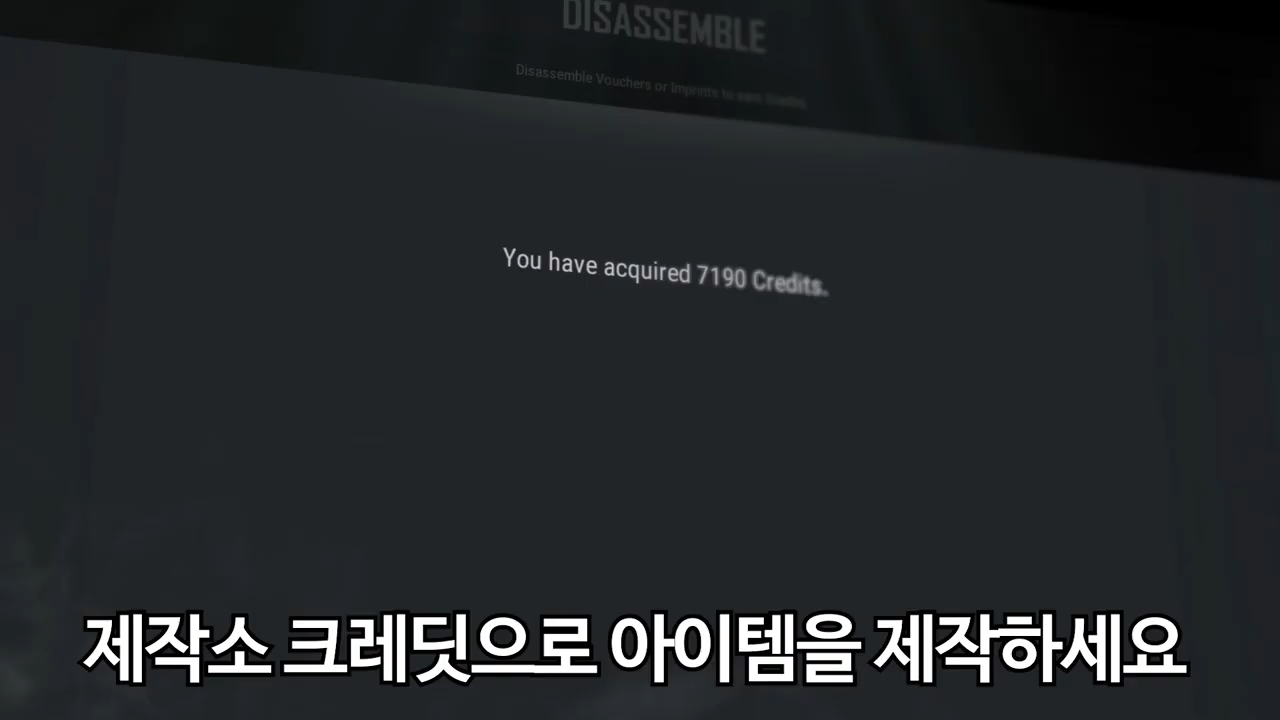 DISASSEMBLE
Disassemble Vouchers or Imprints to earn Credits
You have acquired 7190 Credits.
제작소 크레딧으로 아이템을 제작하세요